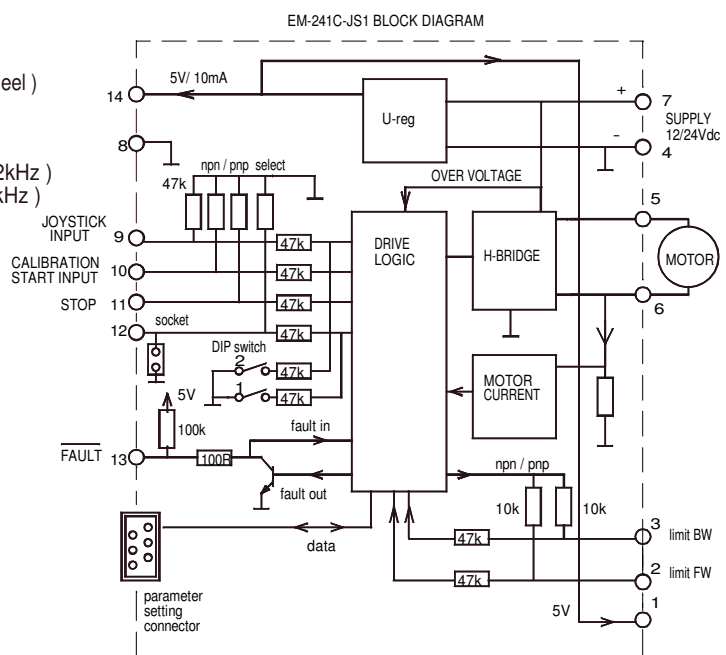 EM-241C-JS1 BLOCK DIAGRAM
eel )
2kHz )
kHz )
14
5V/ 10mA
U-reg
+
7
SUPPLY
12/24Vdc
-
4
8
npn / pnp select
47k
OVER VOLTAGE
JOYSTICK
INPUT
9
47k
DRIVE
LOGIC
H-BRIDGE
5
MOTOR
6
CALIBRATION
START INPUT
10
47k
STOP
11
47k
12
socket
47k
DIP switch
2
47k
1
47k
MOTOR
CURRENT
5V
100k
fault in
FAULT
13
100R
fault out
npn / pnp
10k
10k
data
47k
3
limit BW
47k
2
limit FW
5V
1
parameter
setting
connector